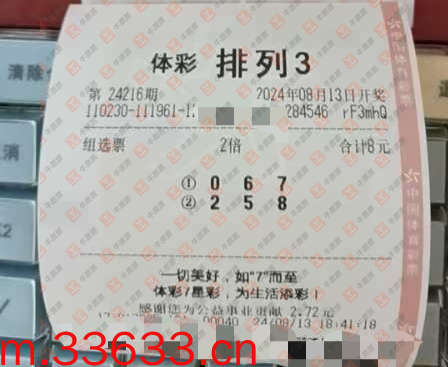 体彩 排列3
第 24216期 2024年08月13日开奖
110230-111961-1 284546 rF3mhQ
组选票 2倍 合计8元
① 0 6 7
② 2 5 8
一切美好，如“7”而至
体彩7星彩，为生活添彩！
感谢您为公益事业贡献 2.72元
00040 24/08/13 18:41:18
清除
消
m.33633.cn